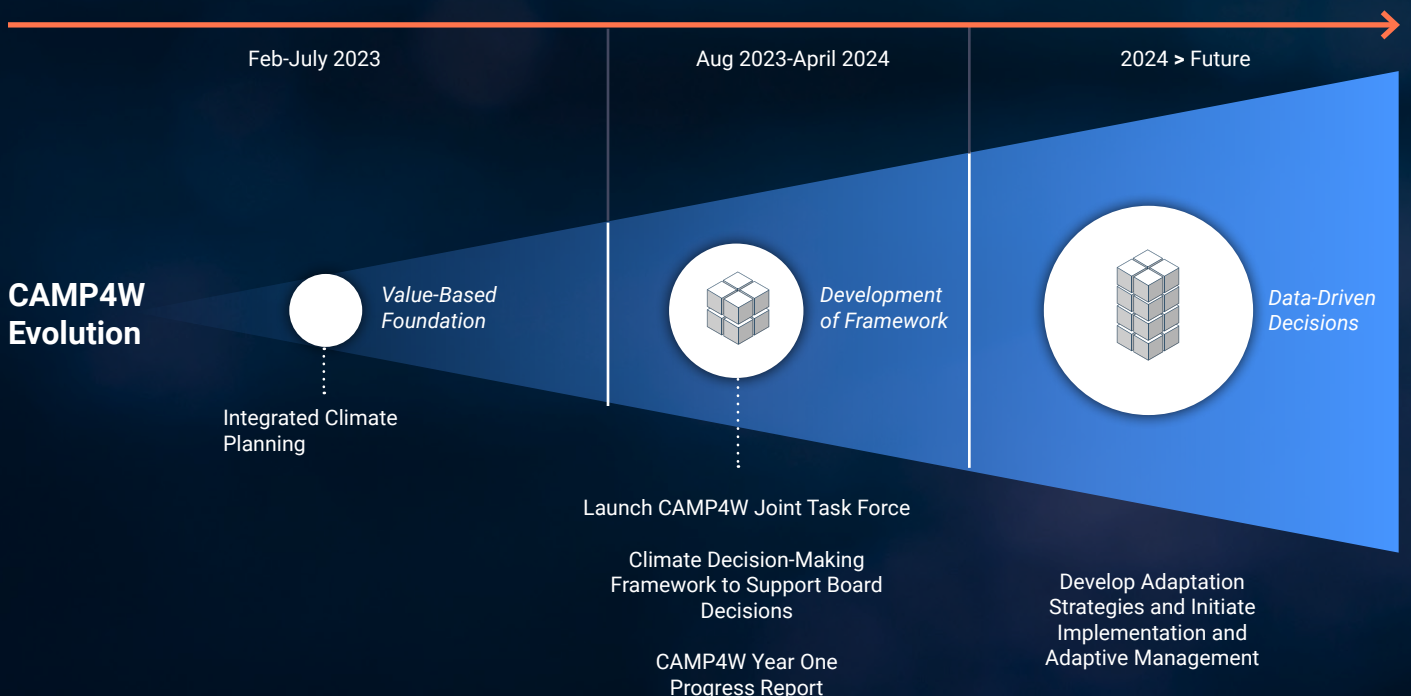 Feb-July 2023
Aug 2023-April 2024
2024 > Future
CAMP4W
Evolution
Value-Based
Foundation
Integrated Climate
Planning
Development
of Framework
Launch CAMP4W Joint Task Force
Climate Decision-Making
Framework to Support Board
Decisions
CAMP4W Year One
Progress Report
Data-Driven
Decisions
Develop Adaptation
Strategies and Initiate
Implementation and
Adaptive Management